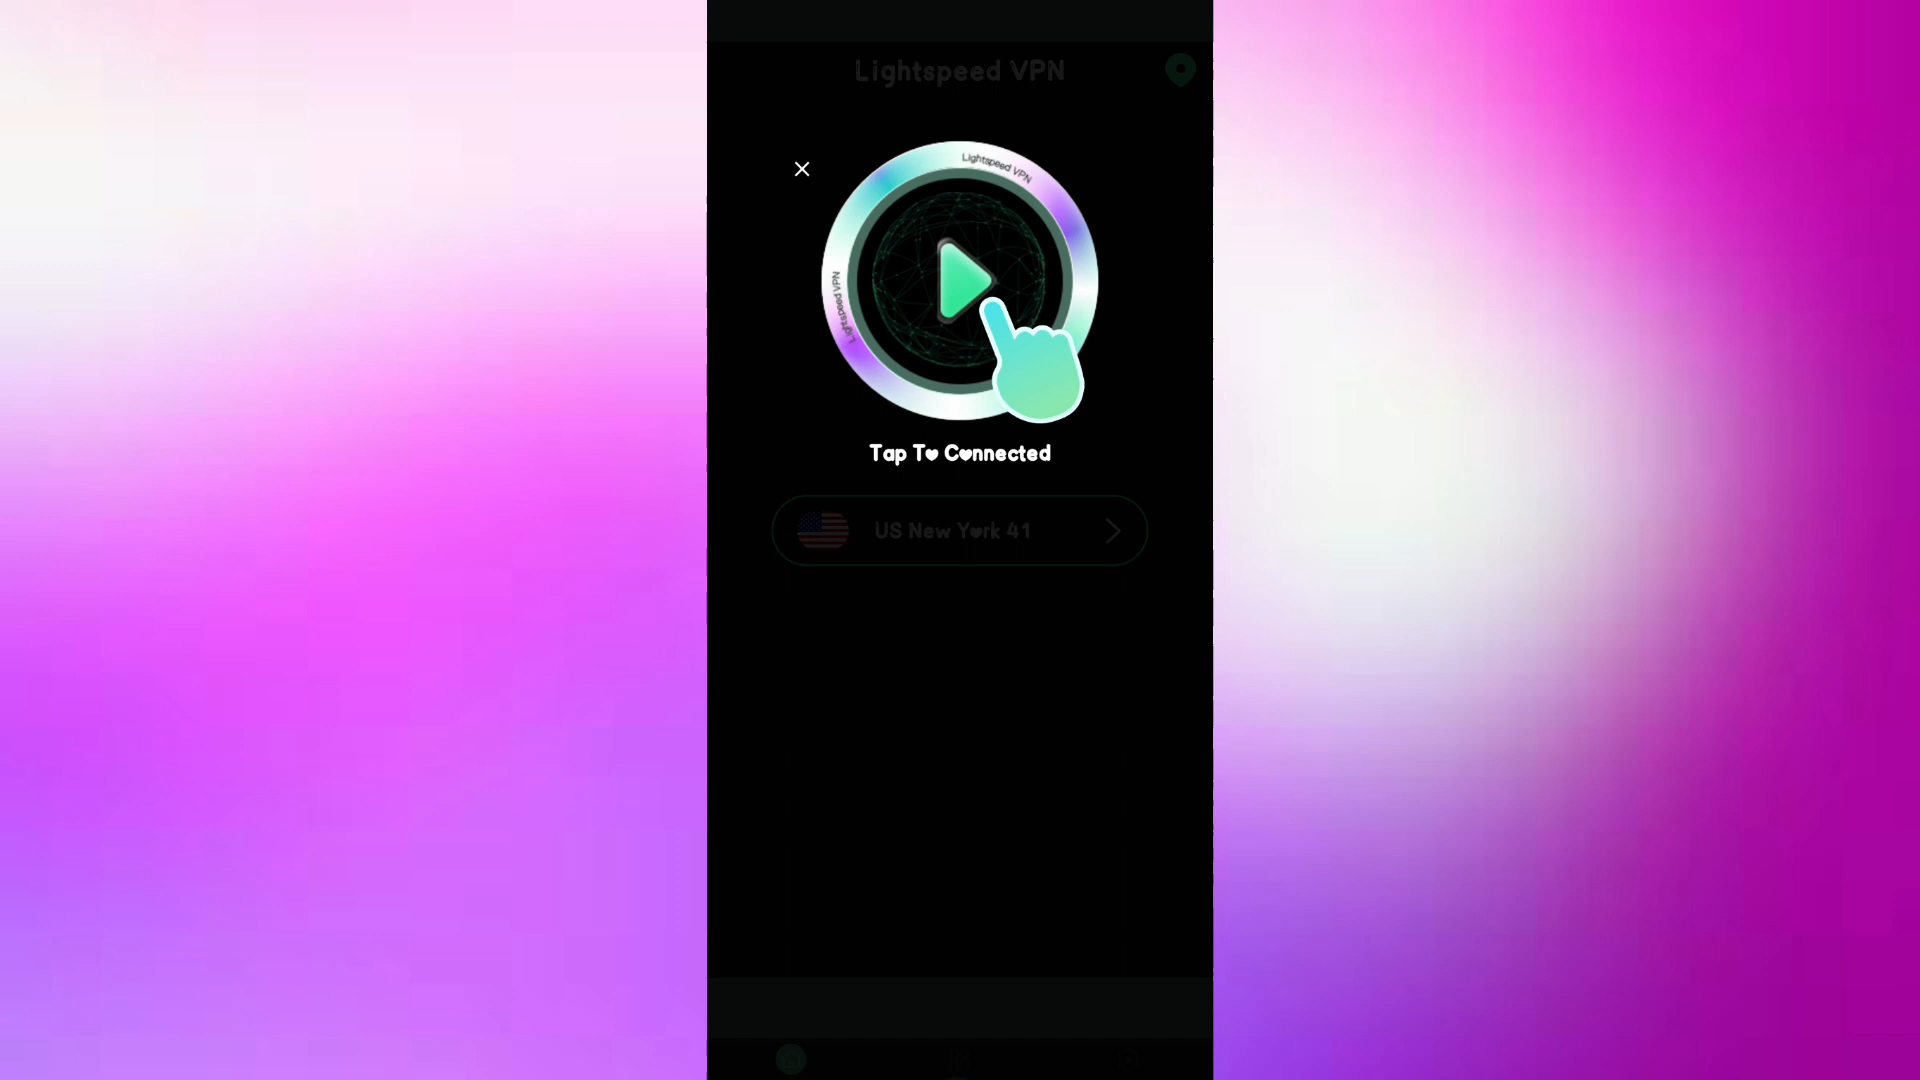 Lightspeed VPN
Lightspeed VPN
Lightspeed VPN
Tap To Connected
US New York 41